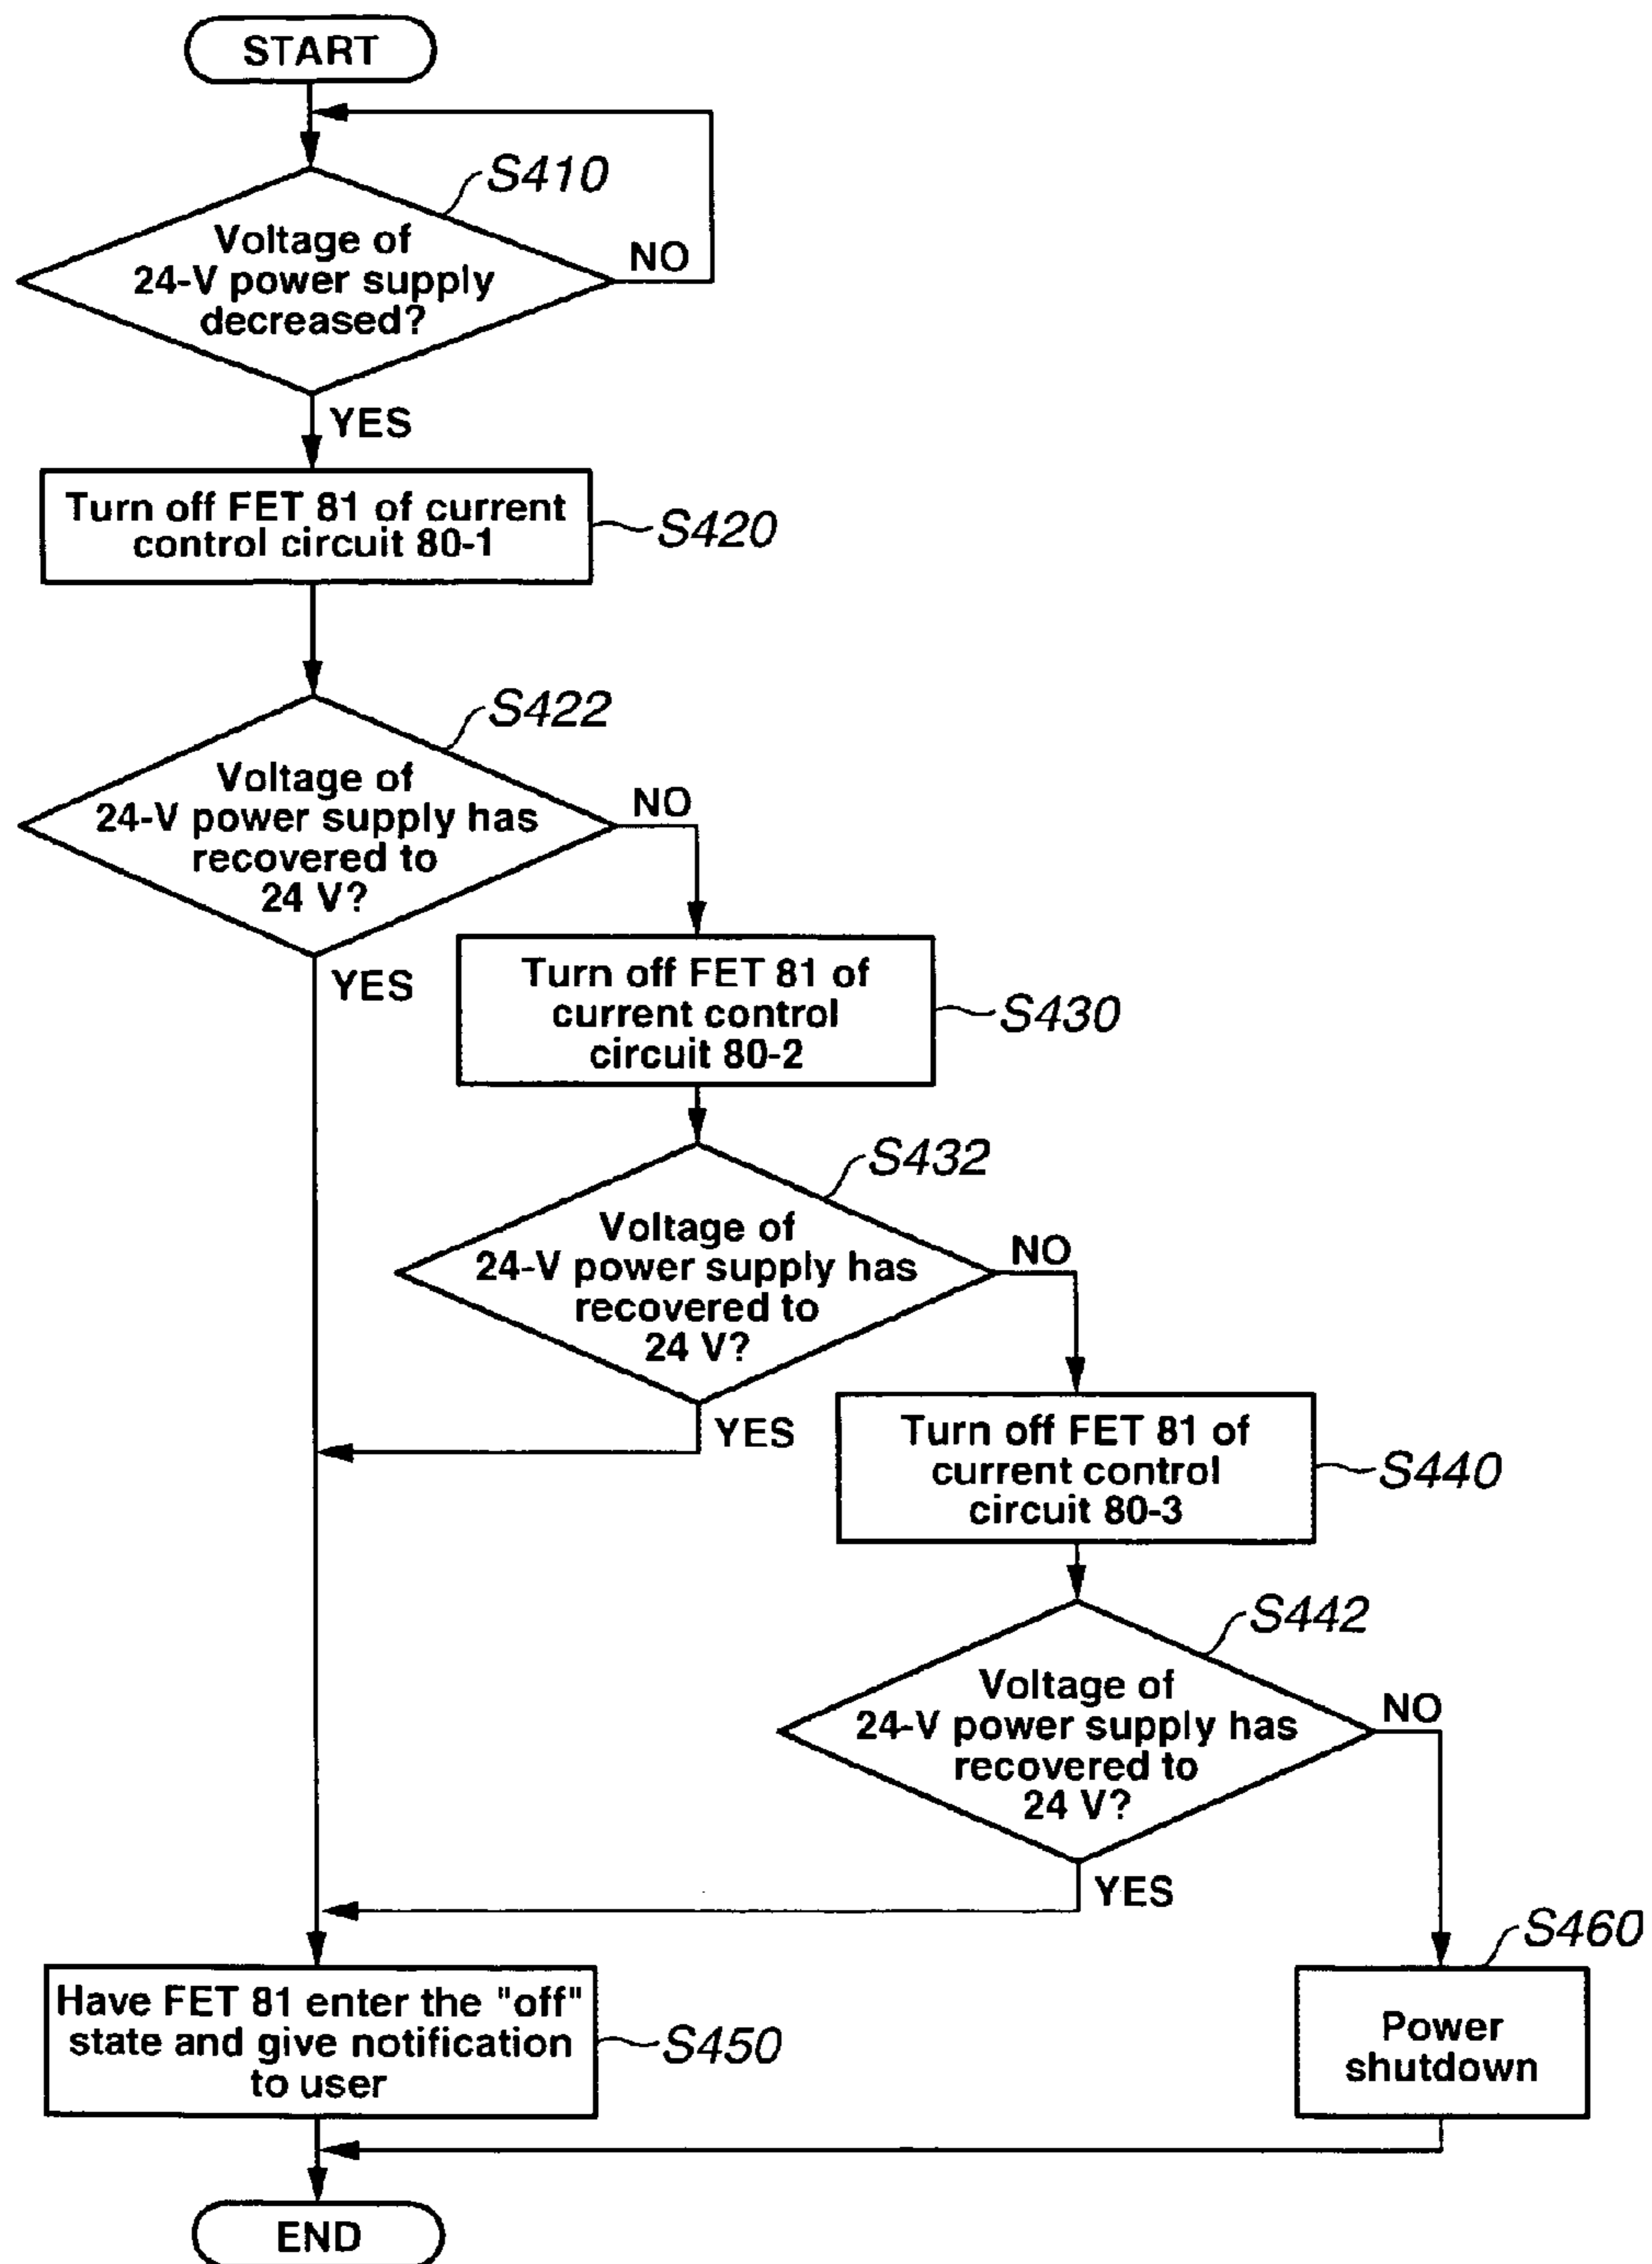 START
S410
Voltage of
24-V power supply
decreased?
NO
YES
Turn off FET 81 of current
control circuit 80-1
S420
S422
Voltage of
24-V power supply has
recovered to
24 V?
NO
YES
Turn off FET 81 of
current control
circuit 80-2
S430
S432
Voltage of
24-V power supply has
recovered to
24 V?
NO
YES
Turn off FET 81 of
current control
circuit 80-3
S440
S442
Voltage of
24-V power supply has
recovered to
24 V?
NO
YES
S460
Have FET 81 enter the "off"
state and give notification
to user
S450
Power
shutdown
END